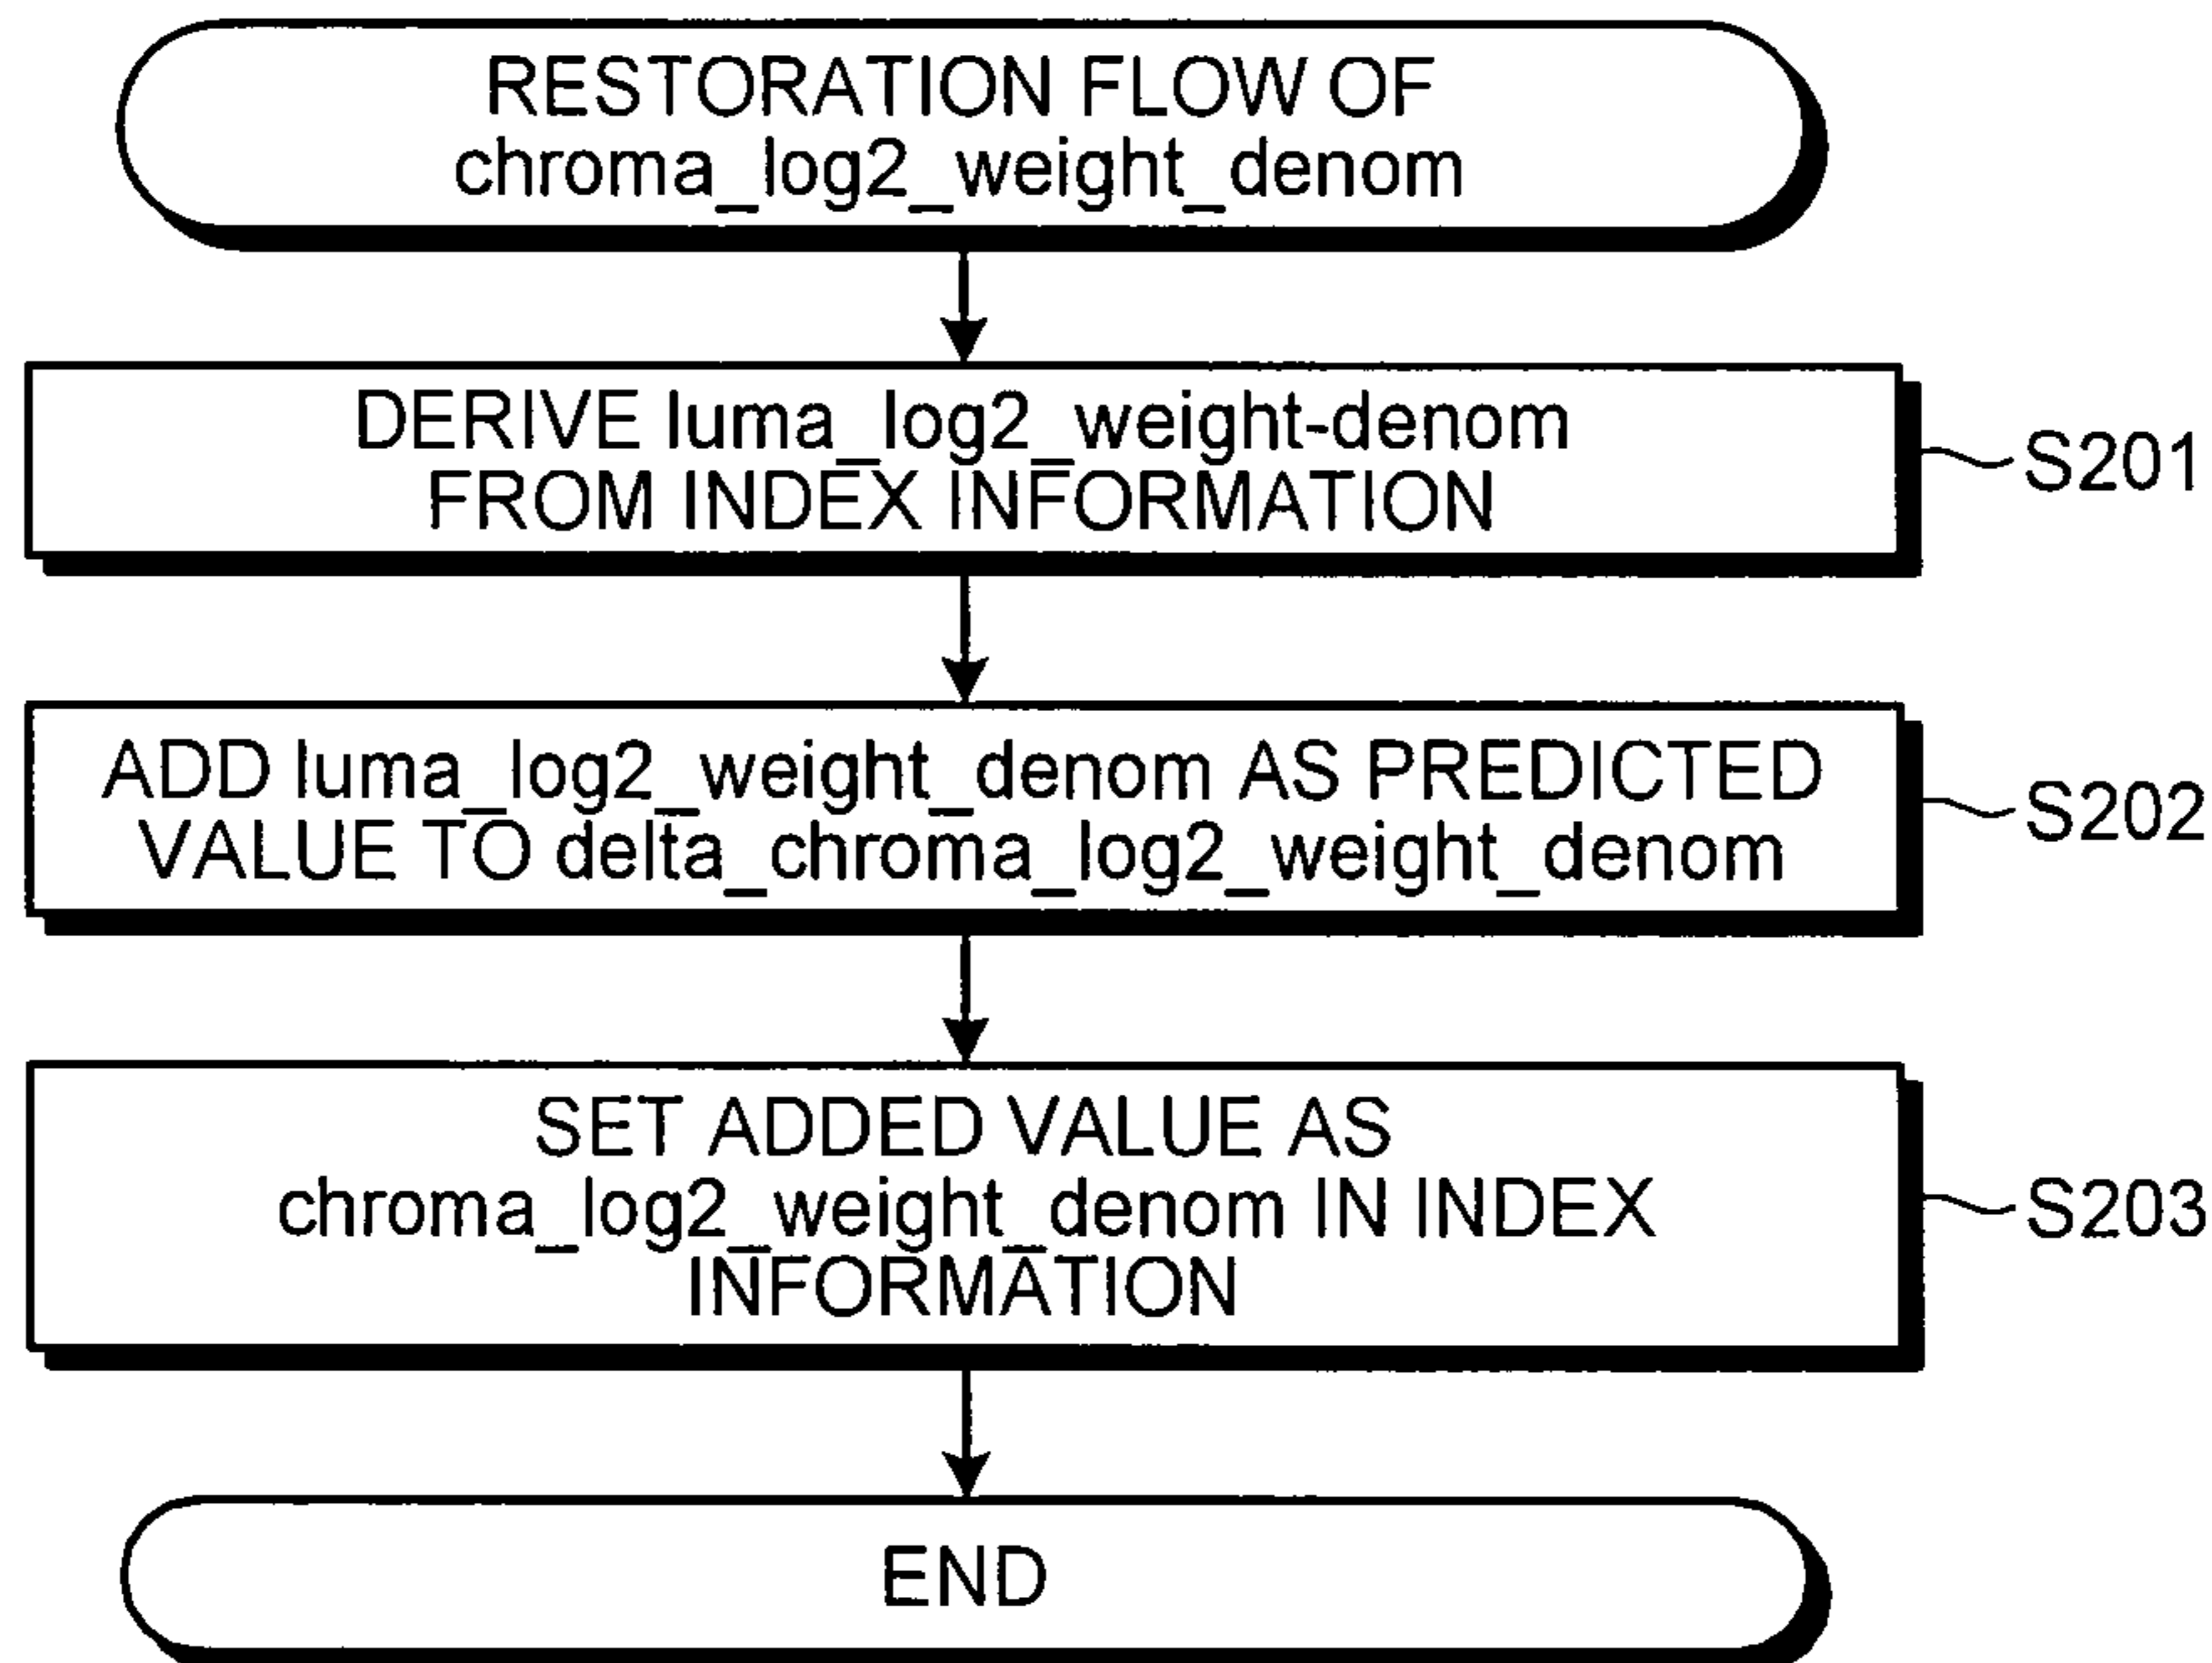 RESTORATION FLOW OF
chroma_log2_weight_denom
DERIVE luma_log2_weight-denom
FROM INDEX INFORMATION
S201
ADD luma_log2_weight_denom AS PREDICTED
VALUE TO delta_chroma_log2_weight_denom
S202
SET ADDED VALUE AS
chroma_log2_weight_denom IN INDEX
INFORMATION
S203
END